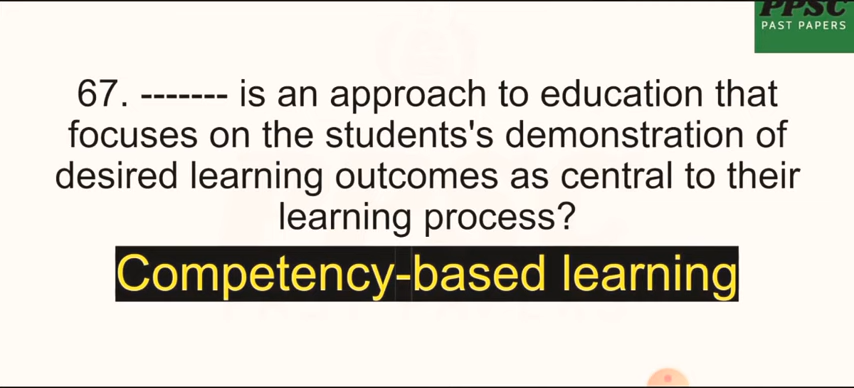 PPSC
PAST PAPERS
67. ------- is an approach to education that
focuses on the students's demonstration of
desired learning outcomes as central to their
learning process?
Competency-based learning